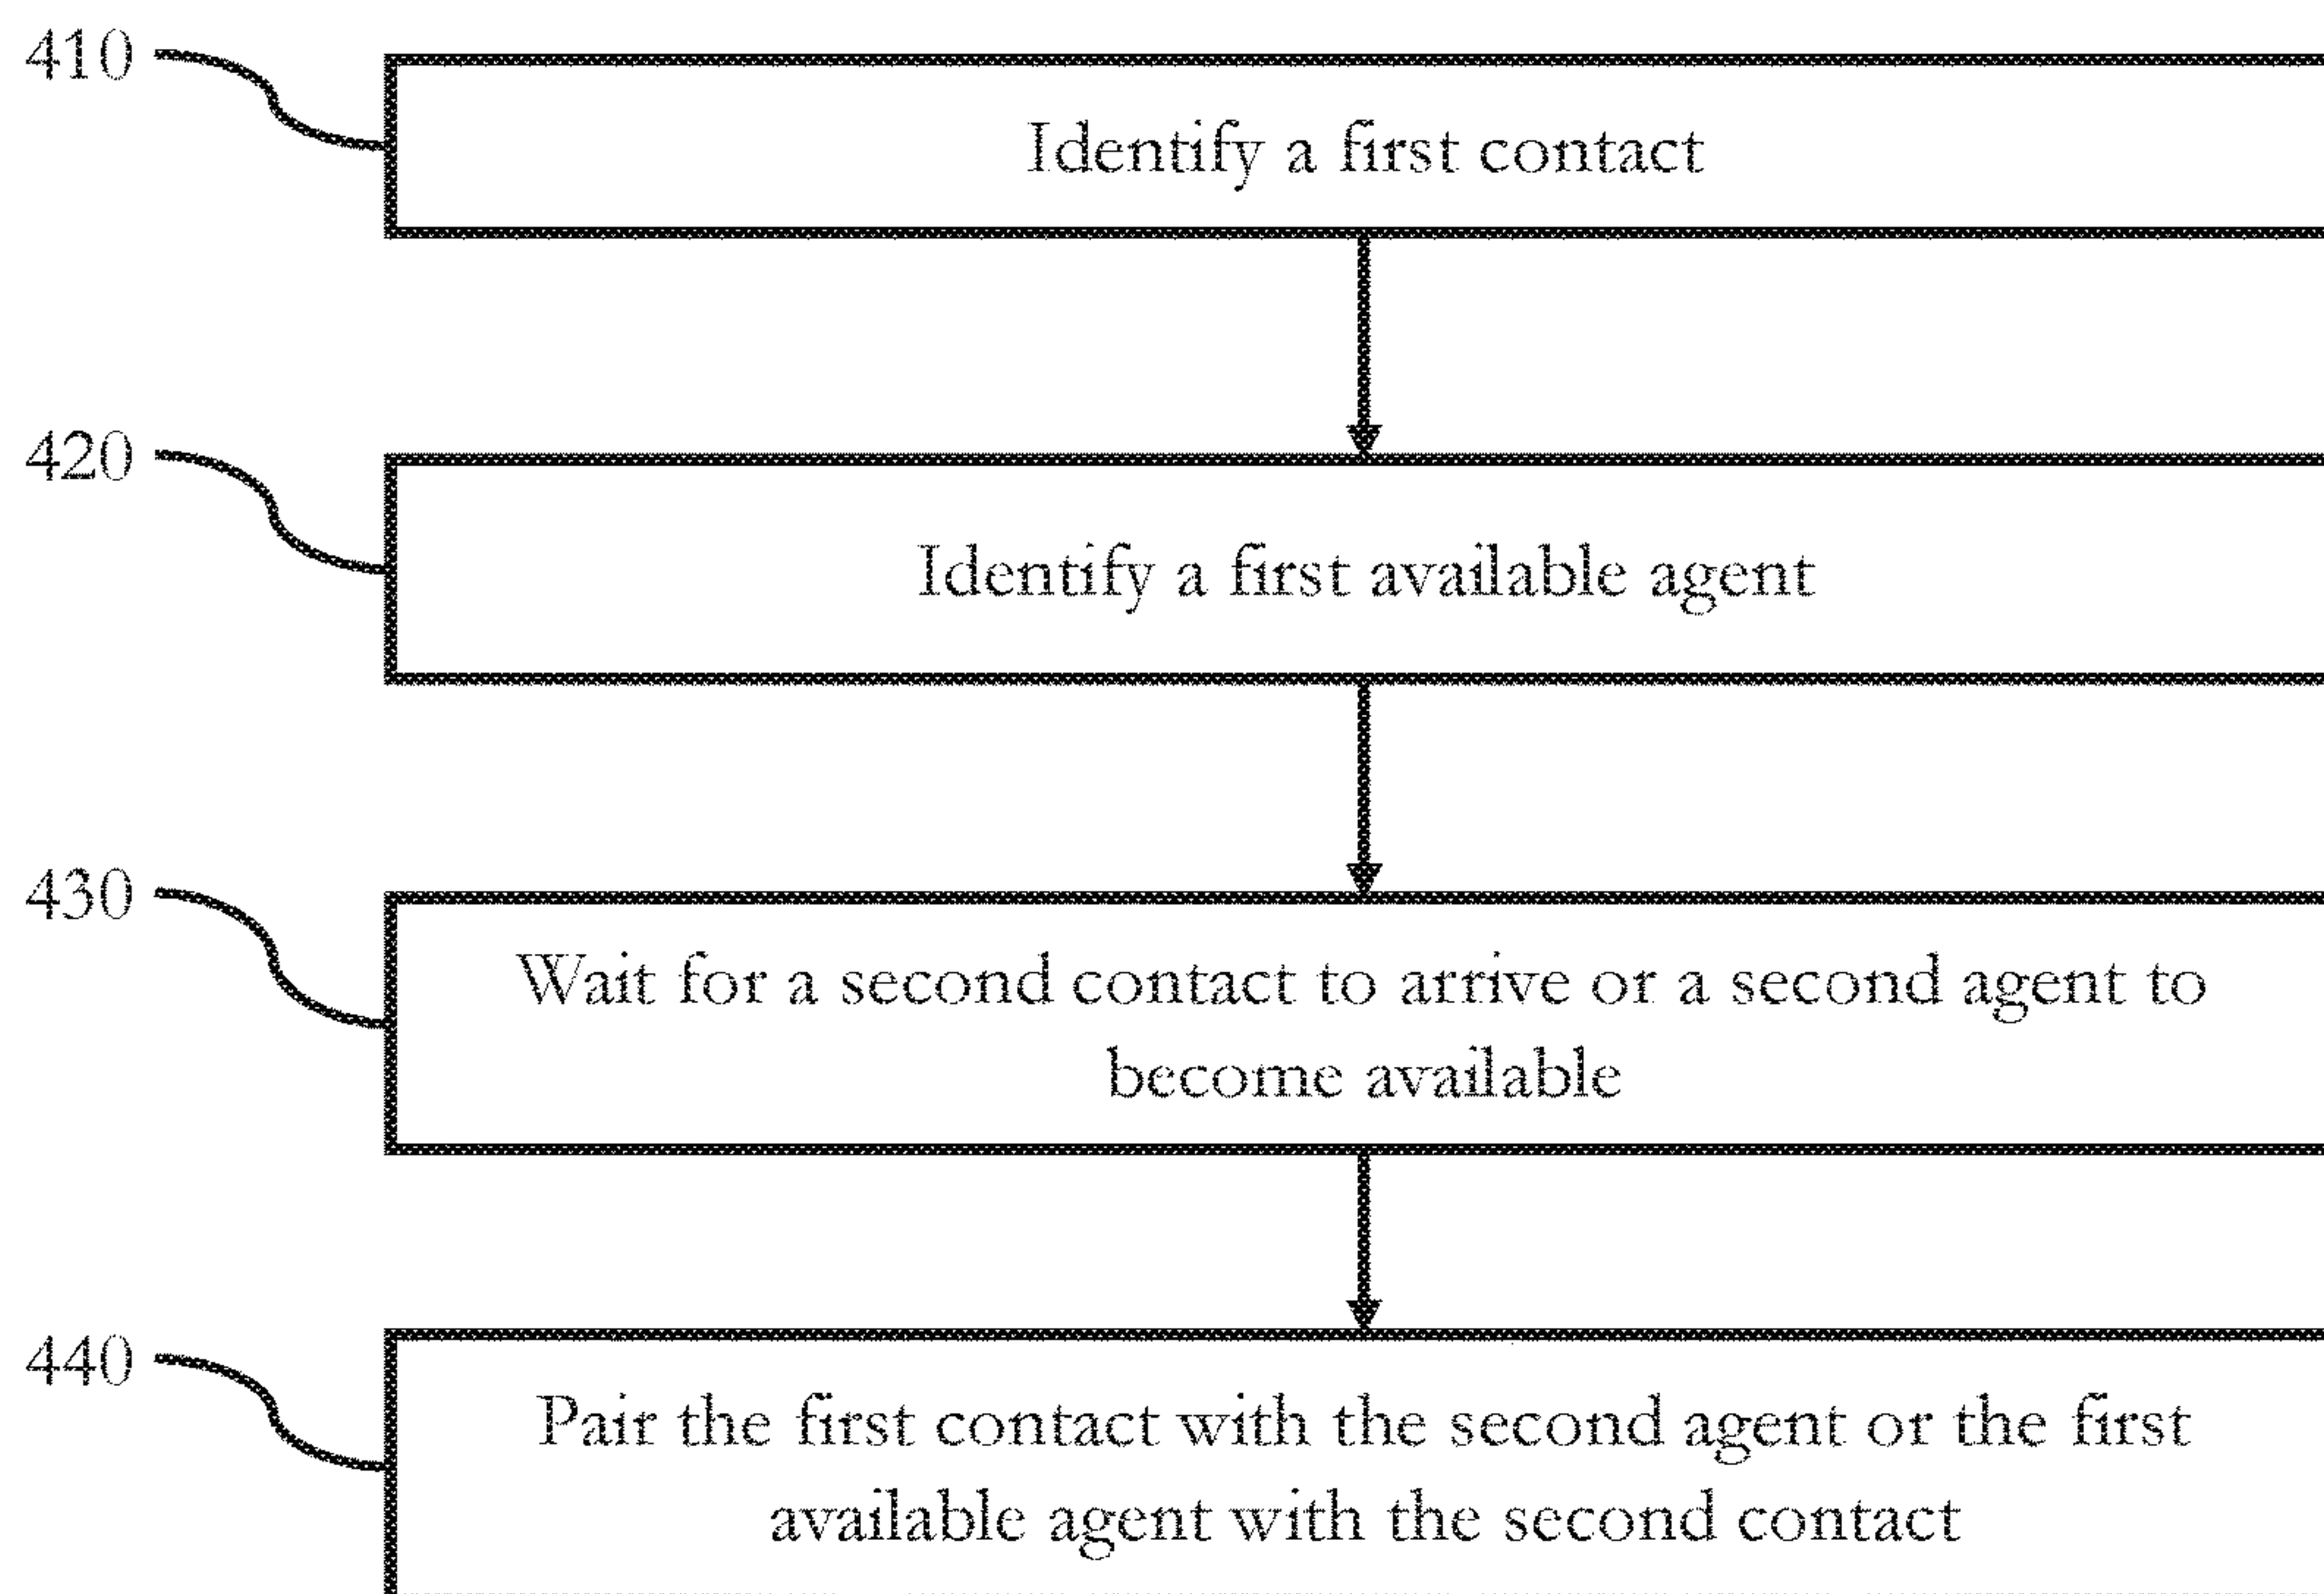 410
Identify a first contact
420
Identify a first available agent
430
Wait for a second contact to arrive or a second agent to
become available
440
Pair the first contact with the second agent or the first
available agent with the second contact